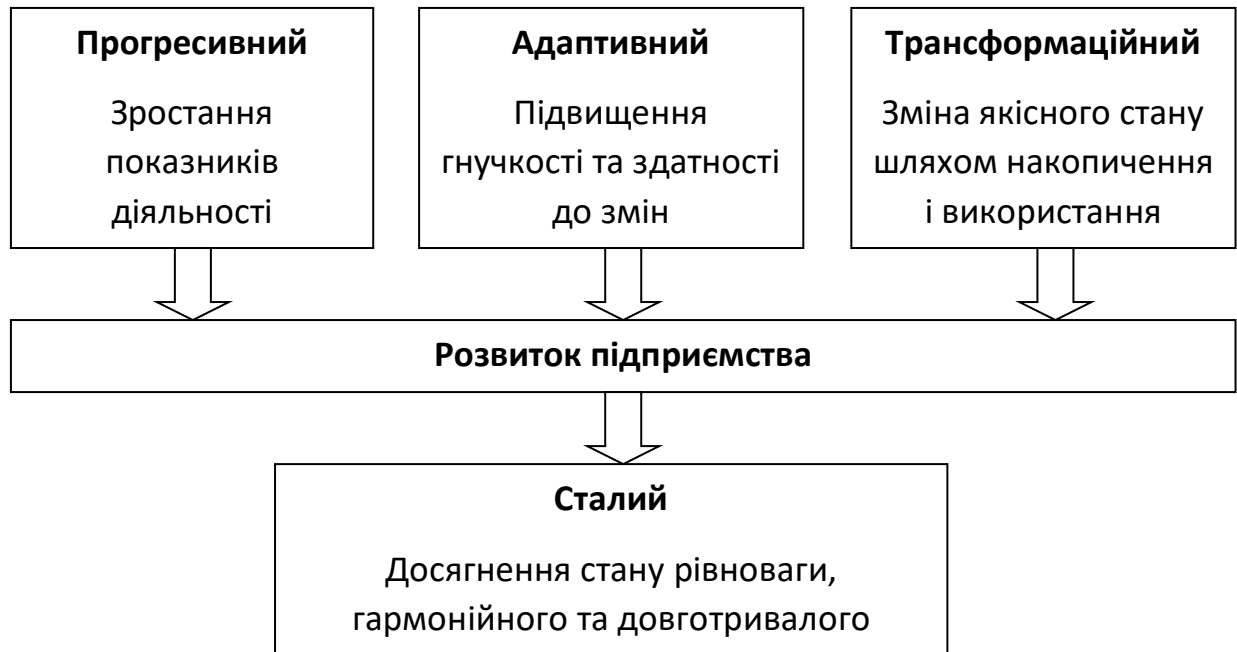 Прогресивний
Зростання
показників
діяльності
Адаптивний
Підвищення
гнучкості та здатності
до змін
Трансформаційний
Зміна якісного стану
шляхом накопичення
і використання
Розвиток підприємства
Сталий
Досягнення стану рівноваги,
гармонійного та довготривалого